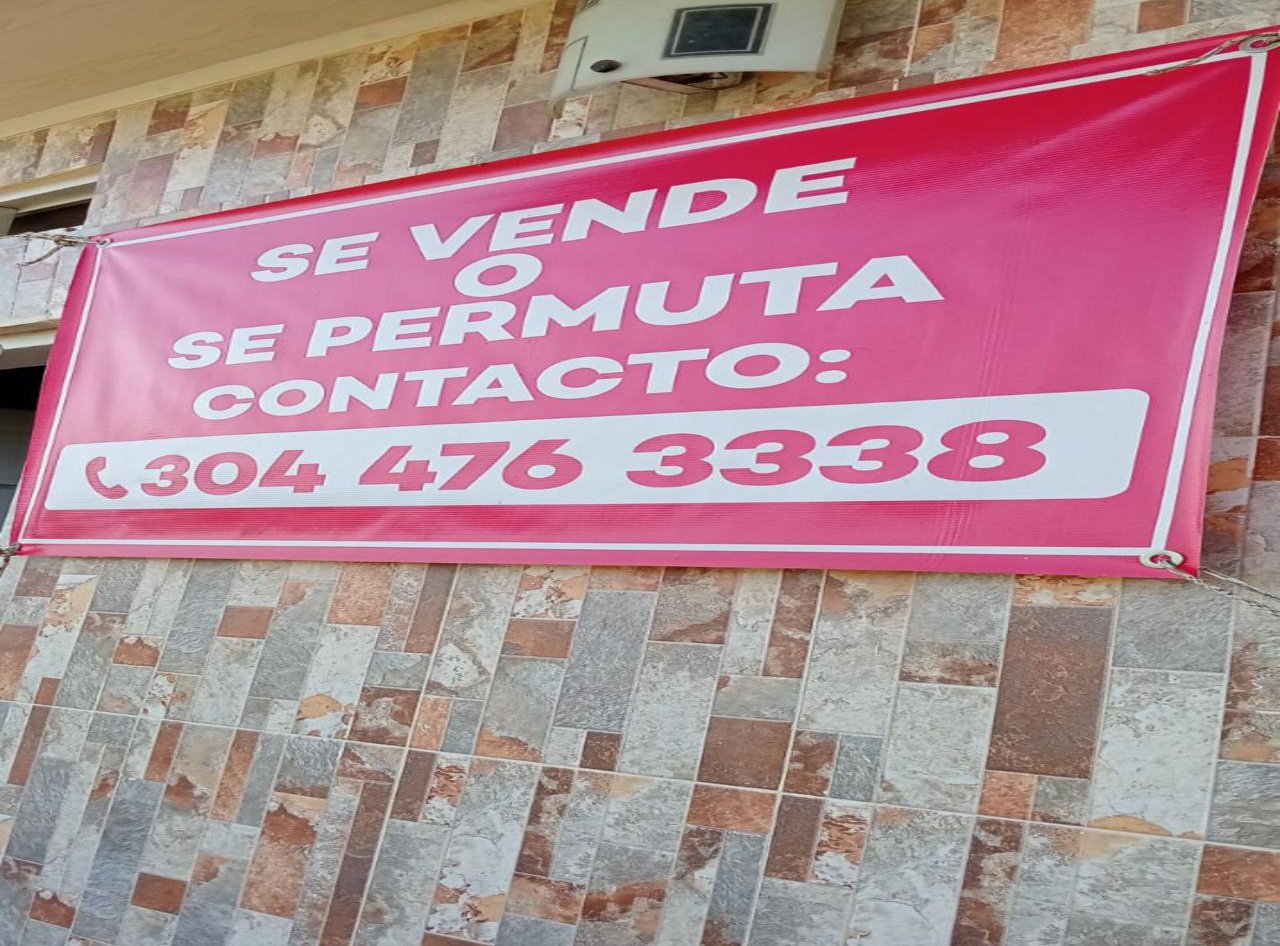 SE VENDE
O
SE PERMUTA
CONTACTO:
304 476 3338